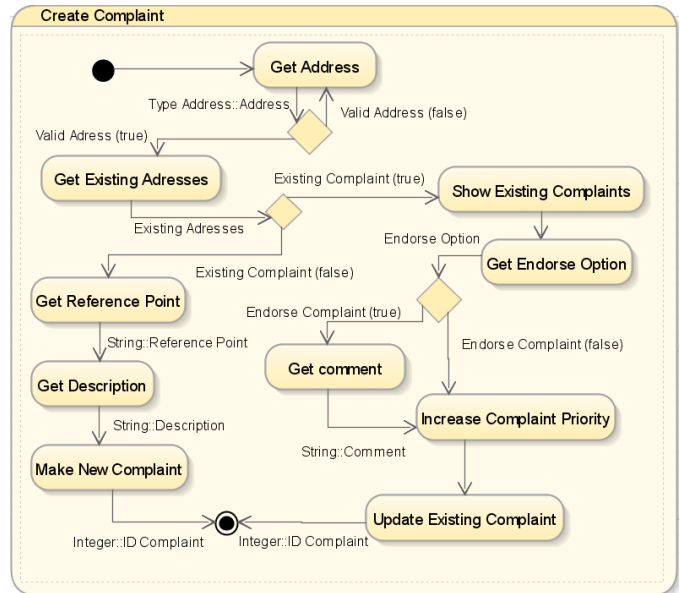 Create Complaint
Get Address
Type Address::Address
Valid Address (false)
Valid Adress (true)
Get Existing Adresses
Existing Complaint (true)
Show Existing Complaints
Existing Adresses
Endorse Option
Get Endorse Option
Existing Complaint (false)
Get Reference Point
Endorse Complaint (true)
String::Reference Point
Endorse Complaint (false)
Get comment
Get Description
Increase Complaint Priority
String::Description
String::Comment
Make New Complaint
Update Existing Complaint
Integer::ID Complaint
Integer::ID Complaint